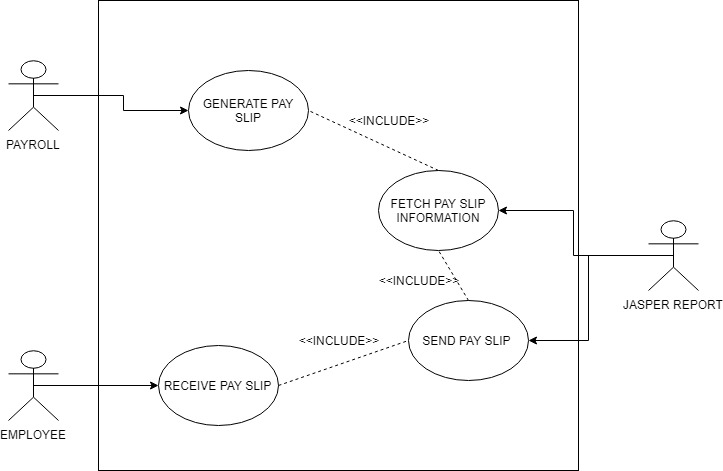 GENERATE PAY
SLIP
<<INCLUDE>>
PAYROLL
FETCH PAY SLIP
INFORMATION
<<INCLUDE>>
JASPER REPORT
<<INCLUDE>>
SEND PAY SLIP
RECEIVE PAY SLIP
EMPLOYEE